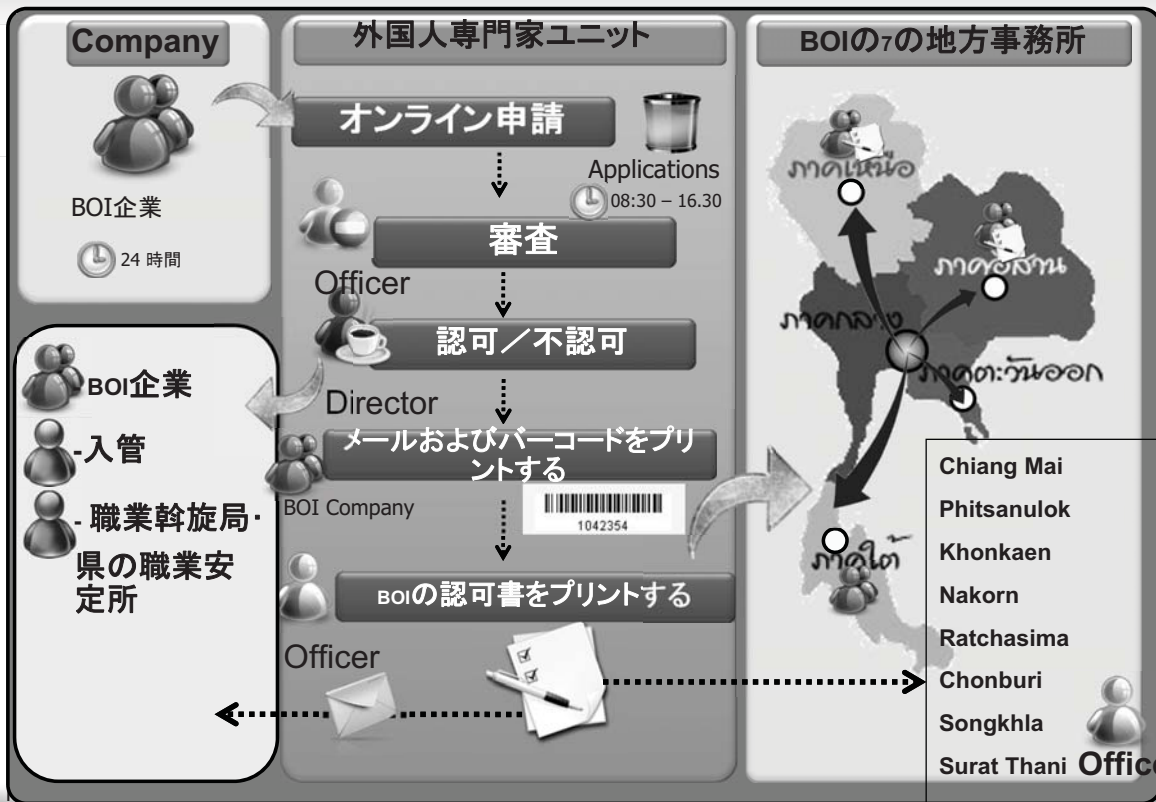 Company
BOI企業
24 時間
BOI企業
-入管
- 職業斡旋局・
県の職業安
定所
外国人専門家ユニット
オンライン申請
Applications
08:30 – 16.30
審査
Officer
認可／不認可
Director
メールおよびバーコードをプリ
ントする
BOI Company
1042354
BOIの認可書をプリントする
Officer
BOIの7の地方事務所
ภาคเหนือ
ภาคอีสาน
ภาคกลาง
ภาคตะวันออก
ภาคใต้
Chiang Mai
Phitsanulok
Khonkaen
Nakorn
Ratchasima
Chonburi
Songkhla
Surat Thani Office